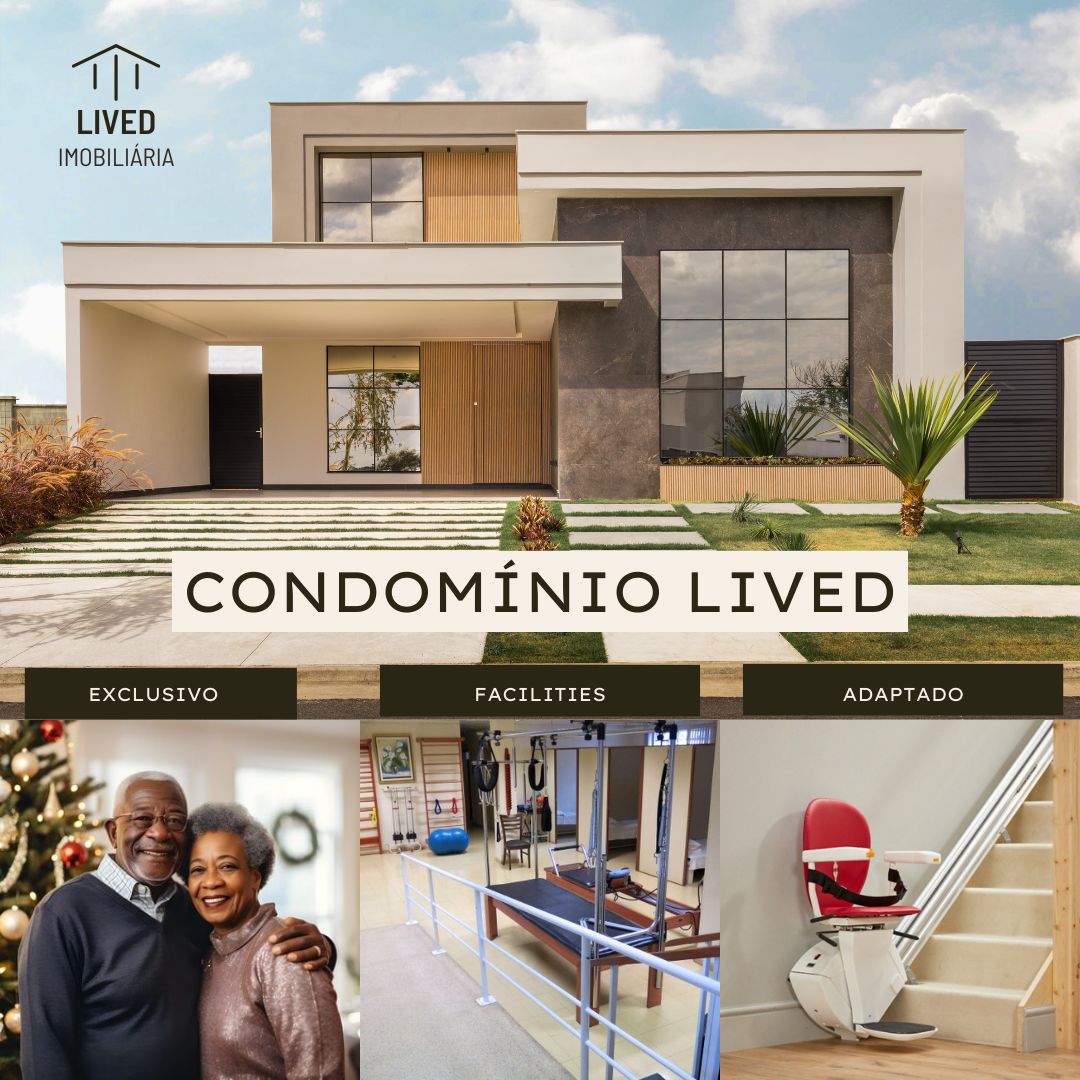 LIVED
IMOBILIÁRIA
CONDOMÍNIO LIVED
EXCLUSIVO
FACILITIES
ADAPTADO